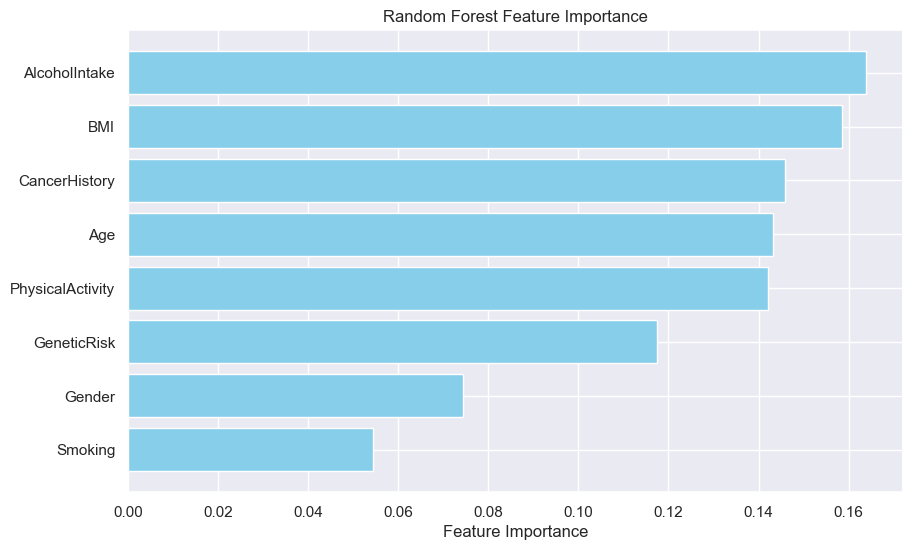 Random Forest Feature Importance
AlcoholIntake
BMI
CancerHistory
Age
PhysicalActivity
GeneticRisk
Gender
Smoking
0.00 0.02 0.04 0.06 0.08 0.10 0.12 0.14 0.16
Feature Importance